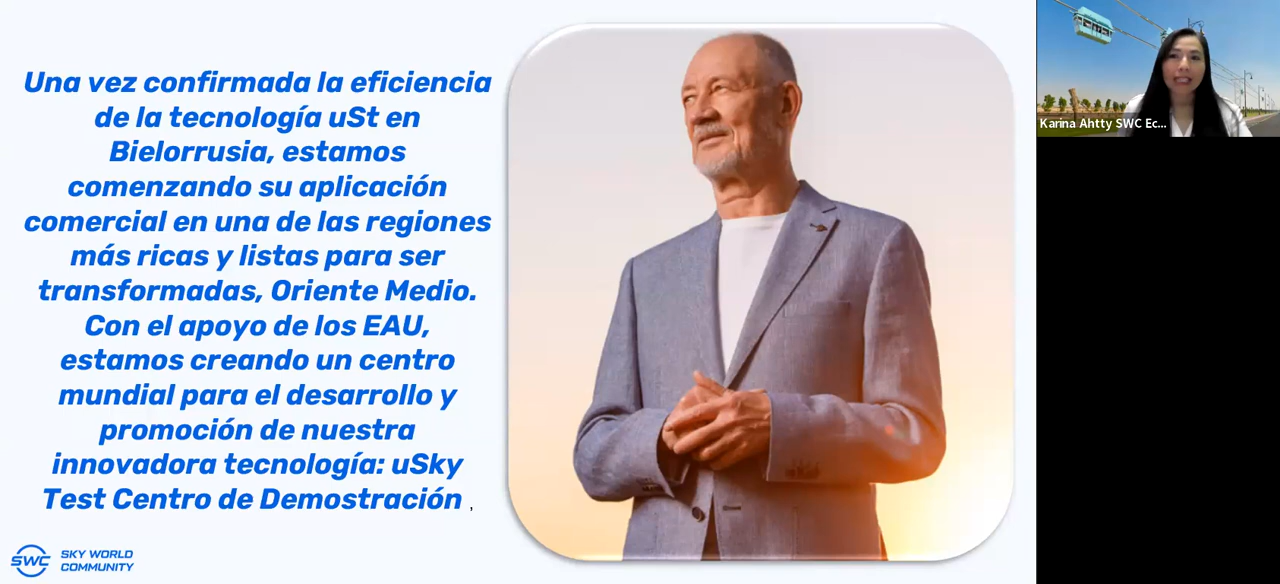 Una vez confirmada la eficiencia
de la tecnología uSt en
Bielorrusia, estamos
comenzando su aplicación
comercial en una de las regiones
más ricas y listas para ser
transformadas, Oriente Medio.
Con el apoyo de los EAU,
estamos creando un centro
mundial para el desarrollo y
promoción de nuestra
innovadora tecnología: uSky
Test Centro de Demostración ,
SWC
SKY WORLD
COMMUNITY
Karina Ahtty SWC Ec...